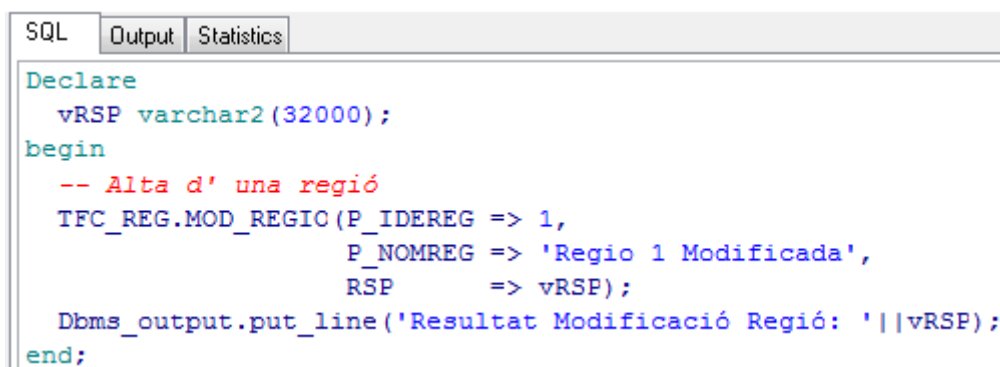 SQL Output Statistics
Declare
  vRSP varchar2(32000);
begin
  -- Alta d' una regió
  TFC_REG.MOD_REGIO(P_IDEREG => 1,
                    P_NOMREG => 'Regio 1 Modificada',
                    RSP      => vRSP);
  Dbms_output.put_line('Resultat Modificació Regió: '||vRSP);
end;